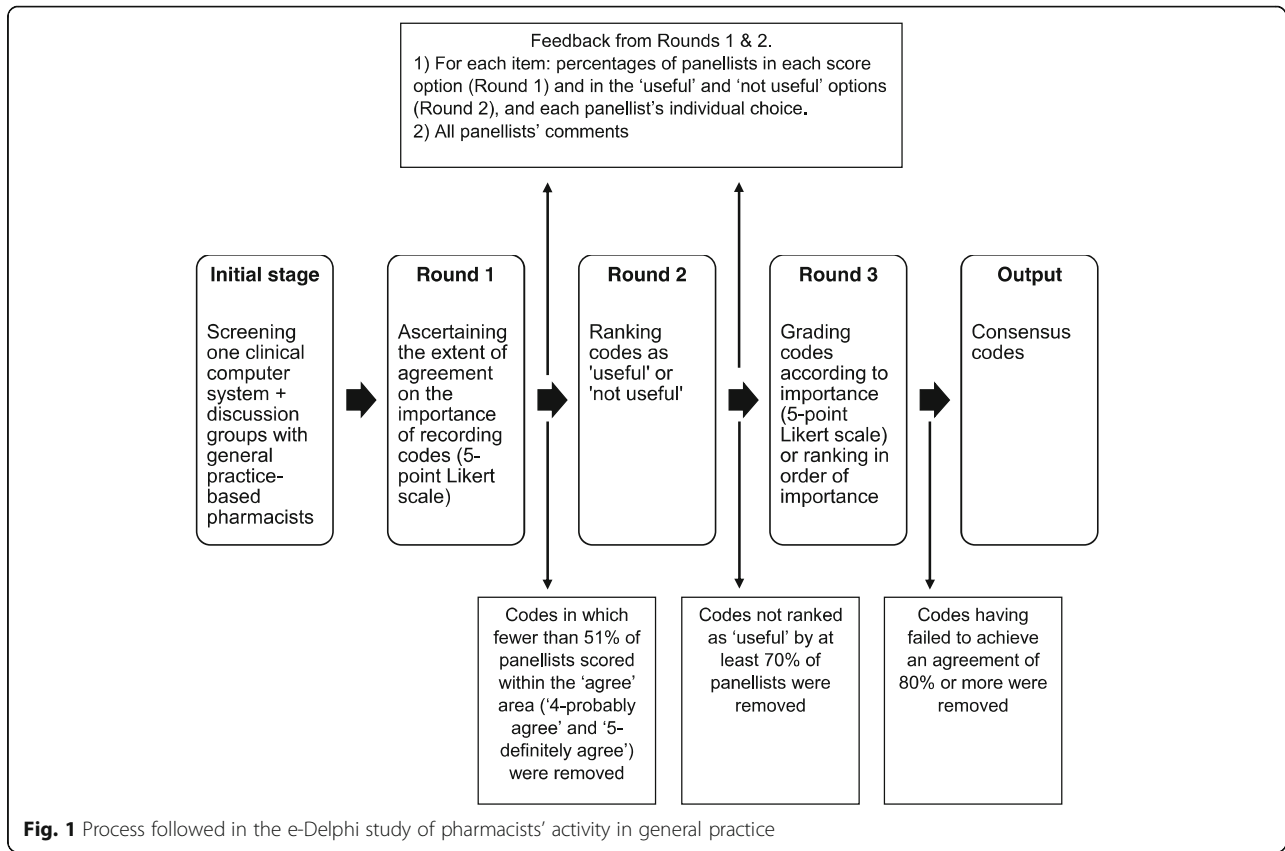 Feedback from Rounds 1 & 2.
1) For each item: percentages of panellists in each score
option (Round 1) and in the ‘useful’ and ‘not useful’ options
(Round 2), and each panellist’s individual choice.
2) All panellists’ comments
Initial stage
Screening
one clinical
computer
system +
discussion
groups with
general
practice-
based
pharmacists
Round 1
Ascertaining
the extent of
agreement
on the
importance
of recording
codes (5-
point Likert
scale)
Round 2
Ranking
codes as
'useful' or
'not useful'
Round 3
Grading
codes
according to
importance
(5-point
Likert scale)
or ranking in
order of
importance
Output
Consensus
codes
Codes in which
fewer than 51% of
panellists scored
within the ‘agree’
area (‘4-probably
agree’ and ‘5-
definitely agree’)
were removed
Codes not ranked
as ‘useful’ by at
least 70% of
panellists were
removed
Codes having
failed to achieve
an agreement of
80% or more were
removed
Fig. 1 Process followed in the e-Delphi study of pharmacists’ activity in general practice